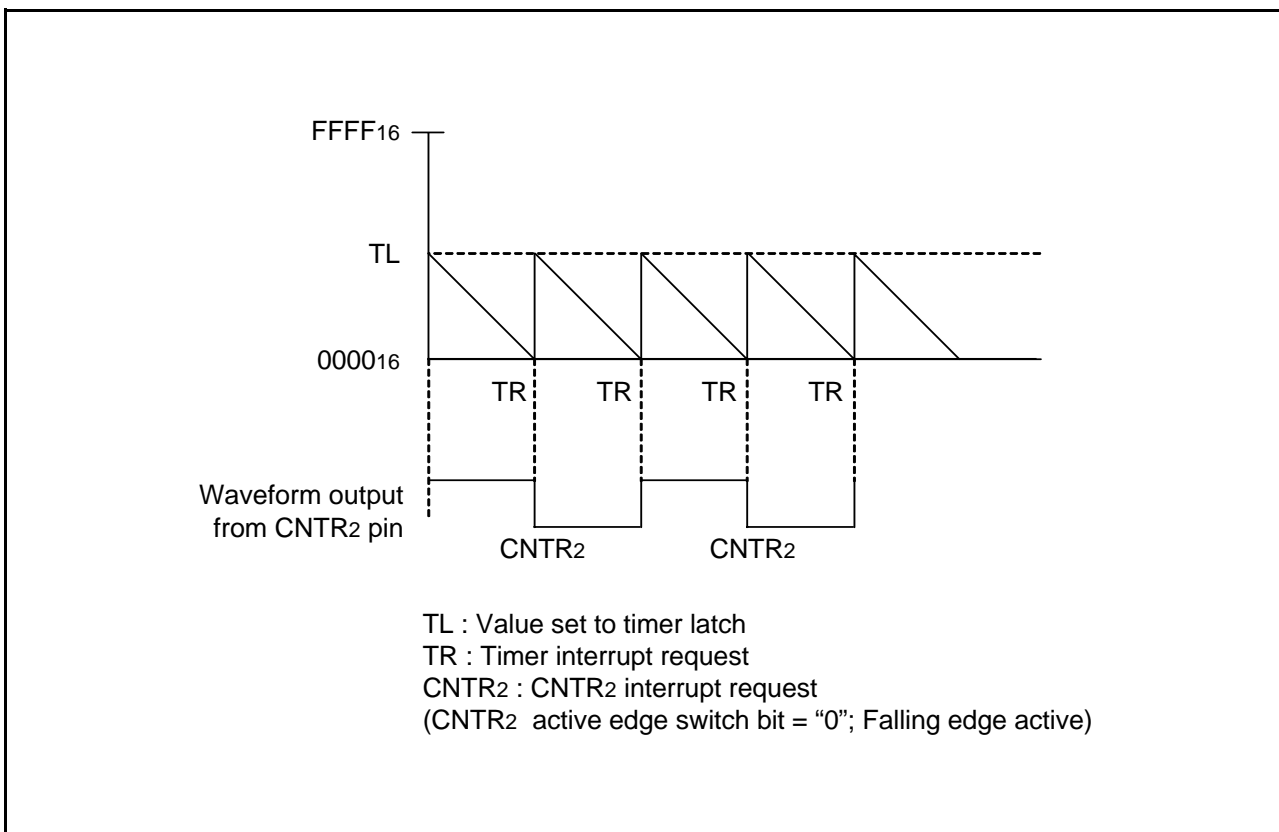 FFFF16
TL
000016
TR TR TR TR
Waveform output
from CNTR2 pin
CNTR2 CNTR2
TL : Value set to timer latch
TR : Timer interrupt request
CNTR2 : CNTR2 interrupt request
(CNTR2 active edge switch bit = “0”; Falling edge active)